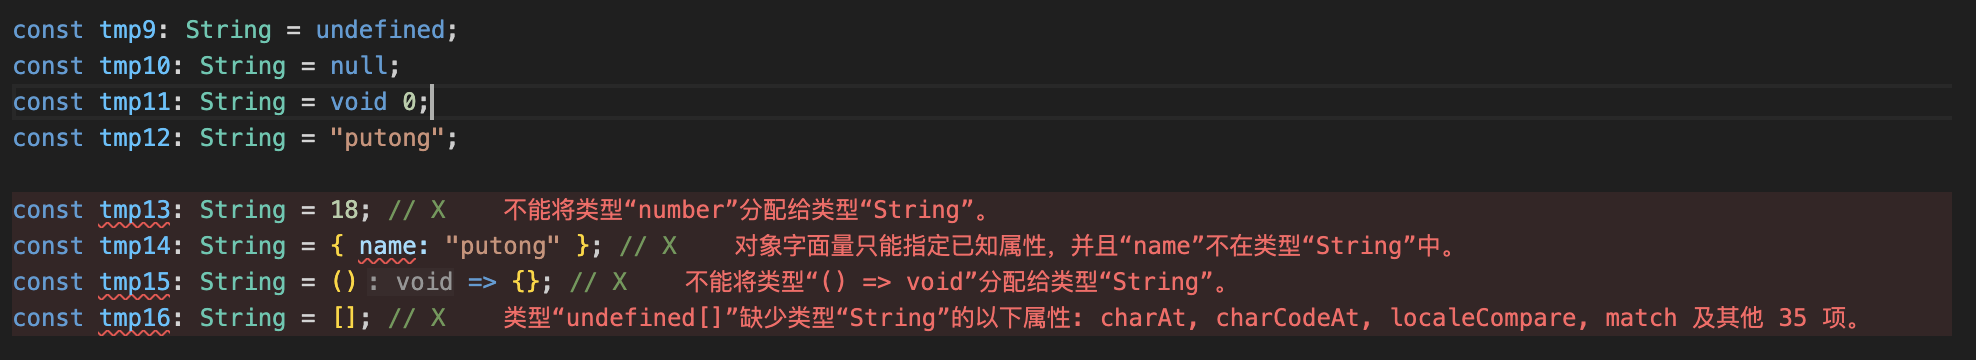 const tmp9: String = undefined;
const tmp10: String = null;
const tmp11: String = void 0;
const tmp12: String = "putong";
const tmp13: String = 18; // X    不能将类型“number”分配给类型“String”。
const tmp14: String = { name: "putong" }; // X    对象字面量只能指定已知属性，并且“name”不在类型“String”中。
const tmp15: String = (): void => {}; // X    不能将类型“() => void”分配给类型“String”。
const tmp16: String = []; // X    类型“undefined[]”缺少类型“String”的以下属性: charAt, charCodeAt, localeCompare, match 及其他 35 项。